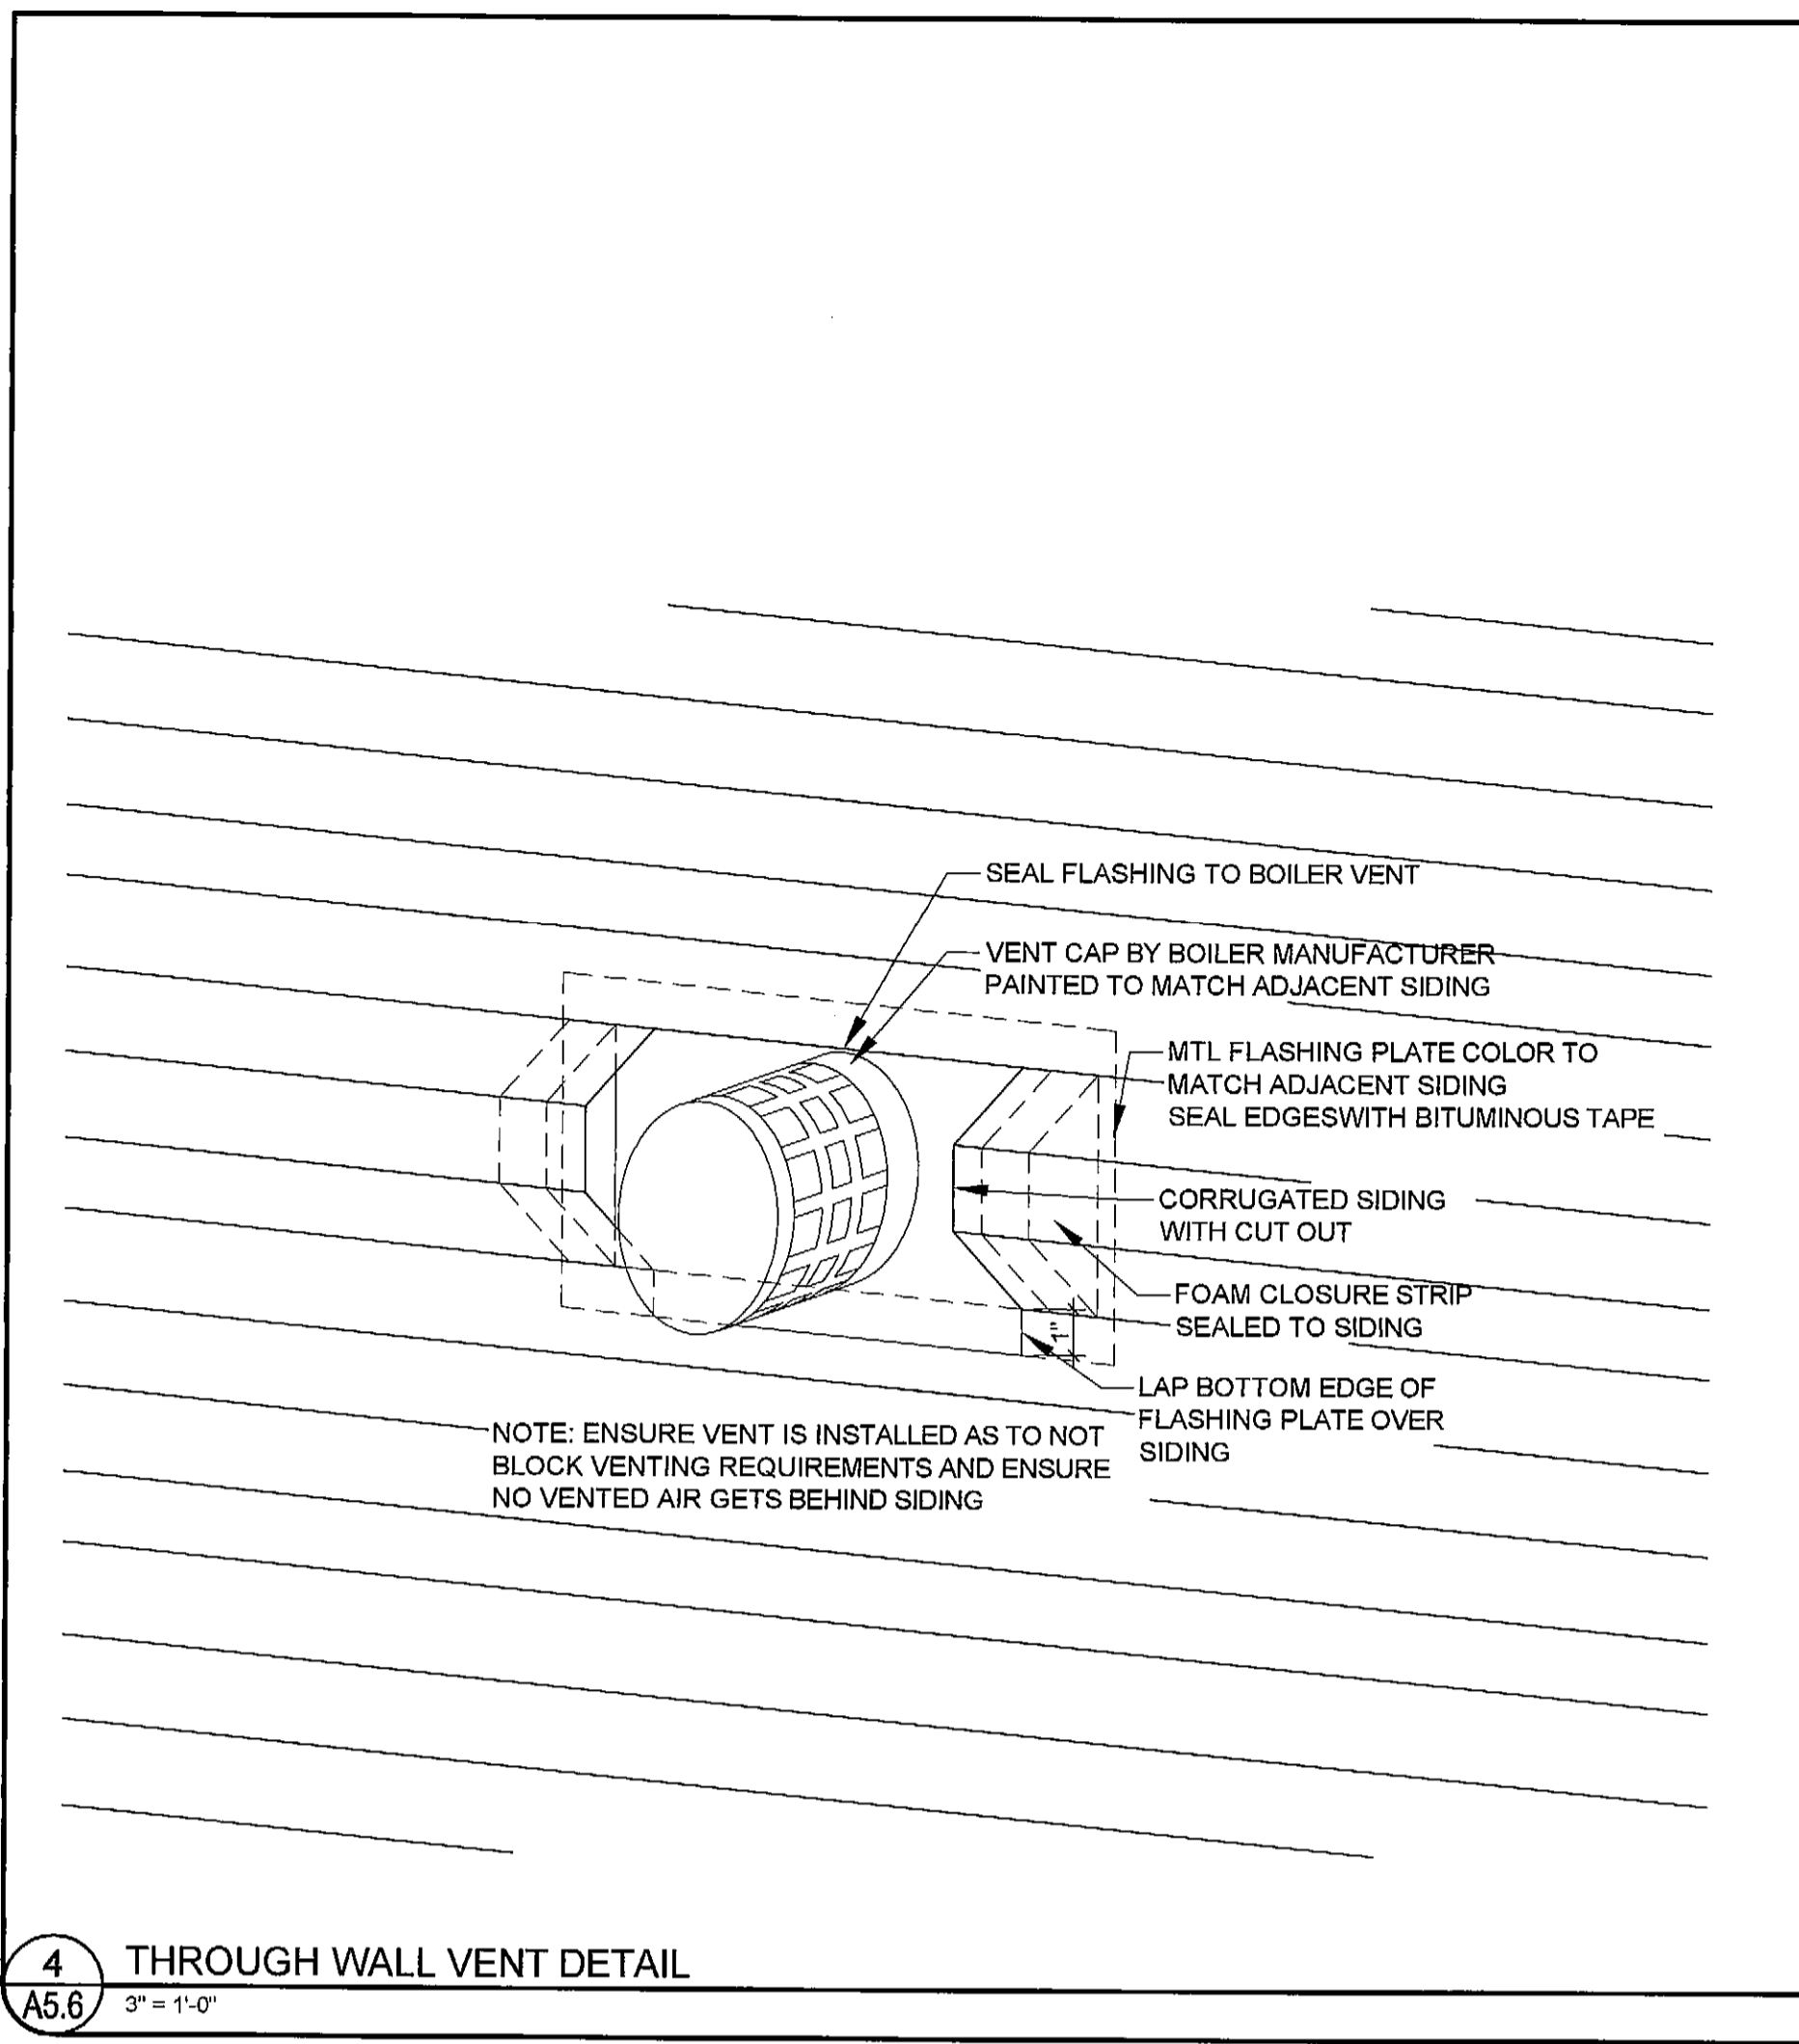 SEAL FLASHING TO BOILER VENT
VENT CAP BY BOILER MANUFACTURER
PAINTED TO MATCH ADJACENT SIDING
MTL FLASHING PLATE COLOR TO
MATCH ADJACENT SIDING
SEAL EDGESWITH BITUMINOUS TAPE
CORRUGATED SIDING
WITH CUT OUT
FOAM CLOSURE STRIP
SEALED TO SIDING
1"
LAP BOTTOM EDGE OF
FLASHING PLATE OVER
SIDING
NOTE: ENSURE VENT IS INSTALLED AS TO NOT
BLOCK VENTING REQUIREMENTS AND ENSURE
NO VENTED AIR GETS BEHIND SIDING
4
A5.6
THROUGH WALL VENT DETAIL
3" = 1'-0"